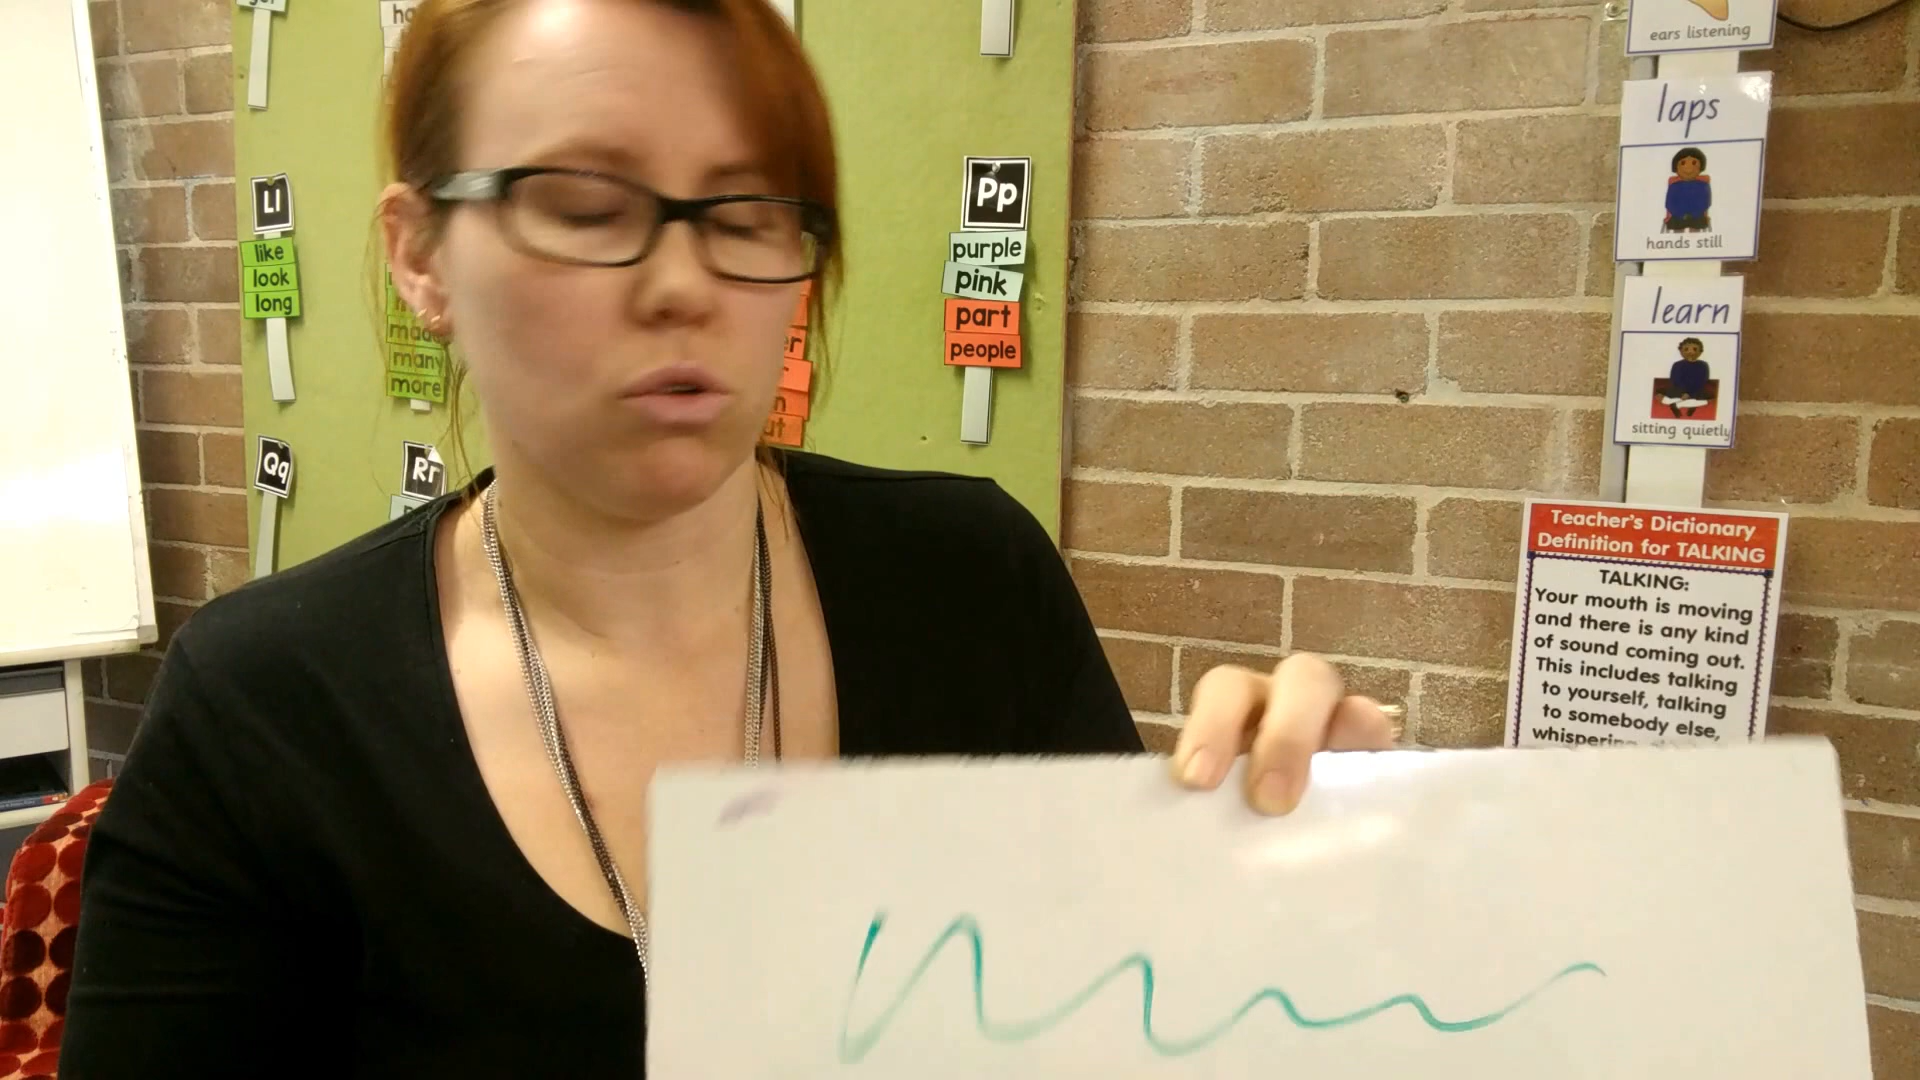 ears listening
laps
hands still
learn
sitting quietly
Teacher's Dictionary
Definition for TALKING
TALKING:
Your mouth is moving
and there is any kind
of sound coming out.
This includes talking
to yourself, talking
to somebody else,
whispering
Ll
like
look
long
made
many
more
Pp
purple
pink
part
people
Qq
Rr